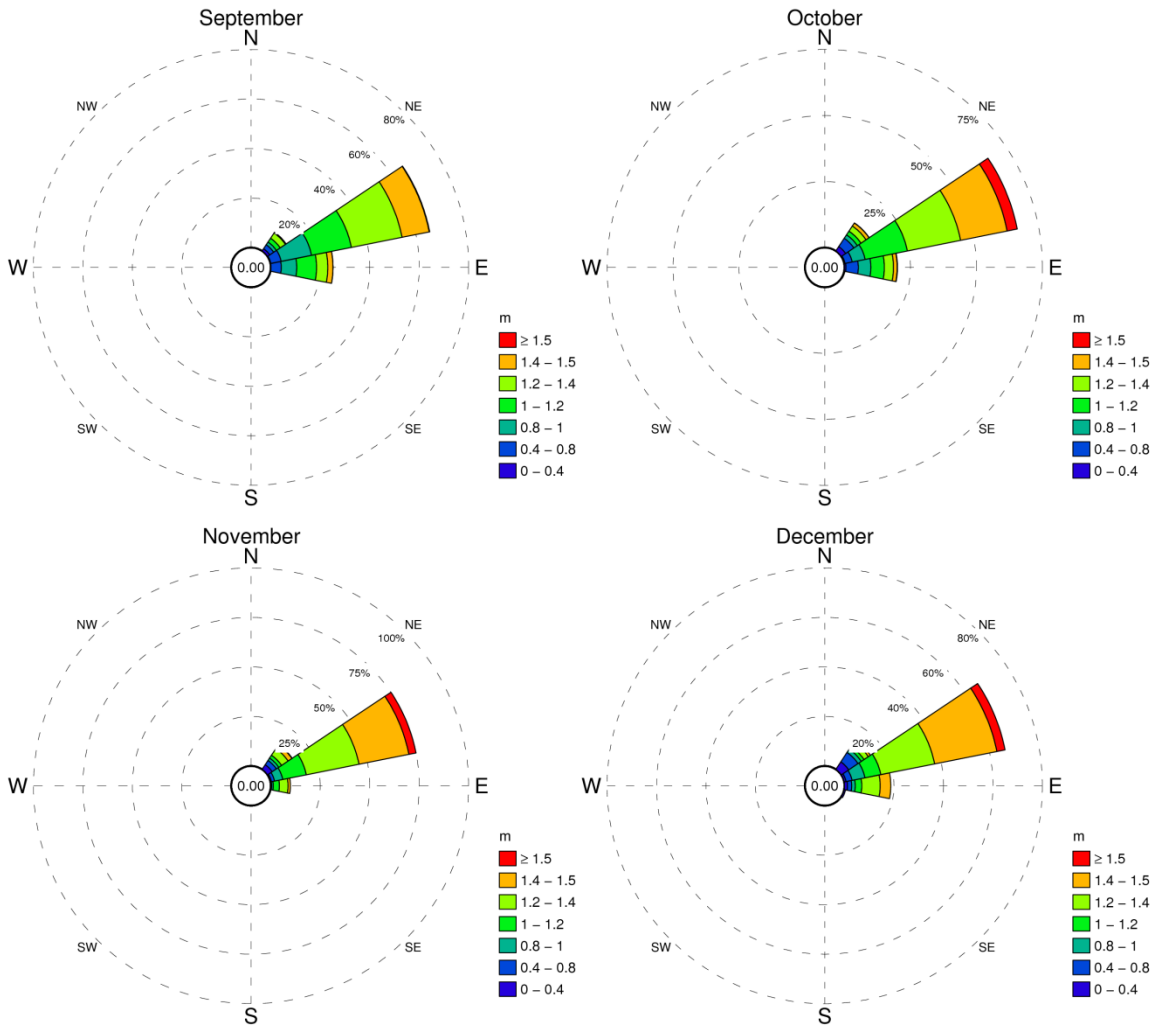 September
N
NW
NE
80%
60%
40%
20%
W
0.00
E
SW
SE
S
m
≥ 1.5
1.4 – 1.5
1.2 – 1.4
1 – 1.2
0.8 – 1
0.4 – 0.8
0 – 0.4
October
N
NW
NE
75%
50%
25%
W
0.00
E
SW
SE
S
m
≥ 1.5
1.4 – 1.5
1.2 – 1.4
1 – 1.2
0.8 – 1
0.4 – 0.8
0 – 0.4
November
N
NW
NE
100%
75%
50%
25%
W
0.00
E
SW
SE
S
m
≥ 1.5
1.4 – 1.5
1.2 – 1.4
1 – 1.2
0.8 – 1
0.4 – 0.8
0 – 0.4
December
N
NW
NE
80%
60%
40%
20%
W
0.00
E
SW
SE
S
m
≥ 1.5
1.4 – 1.5
1.2 – 1.4
1 – 1.2
0.8 – 1
0.4 – 0.8
0 – 0.4